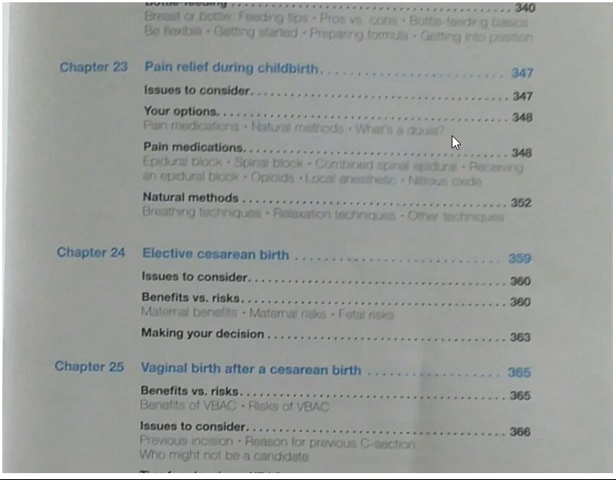 340
Breast or bottle: Feeding tips • Pros vs. cons • Bottle-feeding basics
Be flexible • Getting started • Preparing formula • Getting into position
Chapter 23 Pain relief during childbirth. 347
Issues to consider. 347
Your options. 348
Pain medications • Natural methods • What's a doula?
Pain medications. 348
Epidural block • Spinal block • Combined spinal epidural • Receiving
an epidural block • Opioids • Local anesthetic • Nitrous oxide
Natural methods 352
Breathing techniques • Relaxation techniques • Other techniques
Chapter 24 Elective cesarean birth 359
Issues to consider. 360
Benefits vs. risks. 360
Maternal benefits • Maternal risks • Fetal risks
Making your decision 363
Chapter 25 Vaginal birth after a cesarean birth 365
Benefits vs. risks. 365
Benefits of VBAC • Risks of VBAC
Issues to consider. 366
Previous incision • Reason for previous C-section
Who might not be a candidate